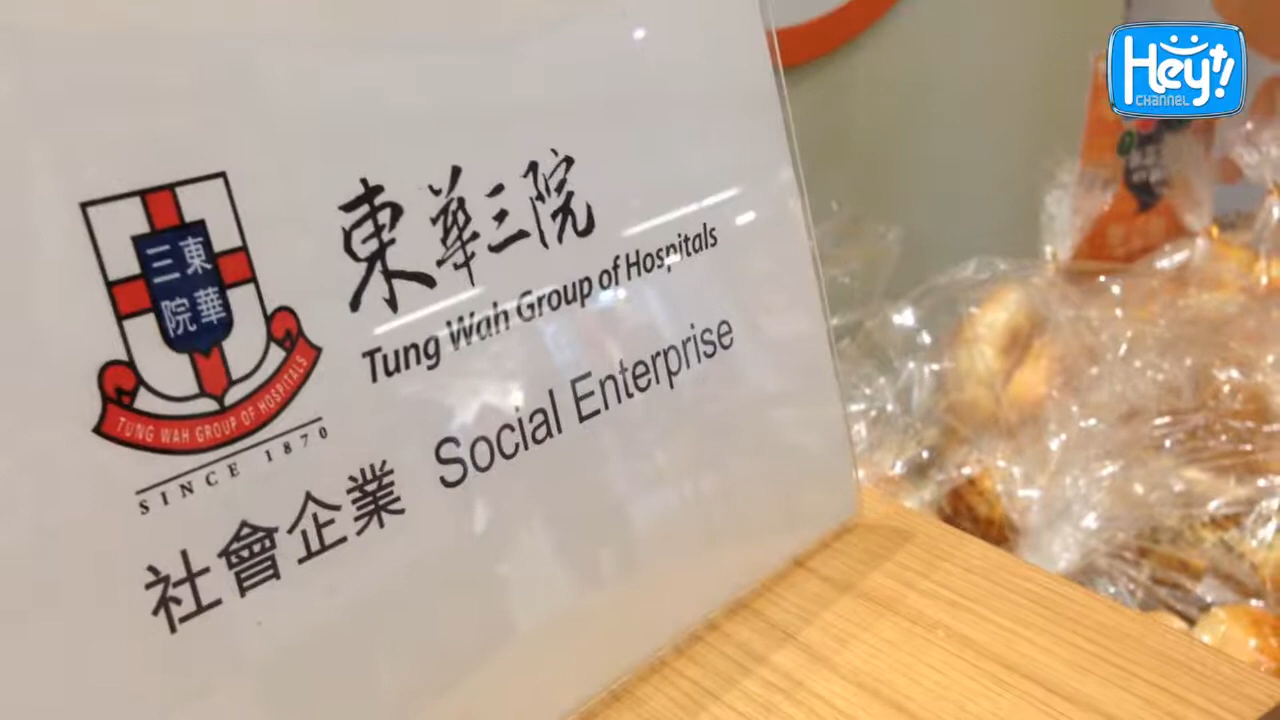 Hey!
CHANNEL
東華三院
Tung Wah Group of Hospitals
三東
院華
TUNG WAH GROUP OF HOSPITALS
SINCE 1870
社會企業 Social Enterprise